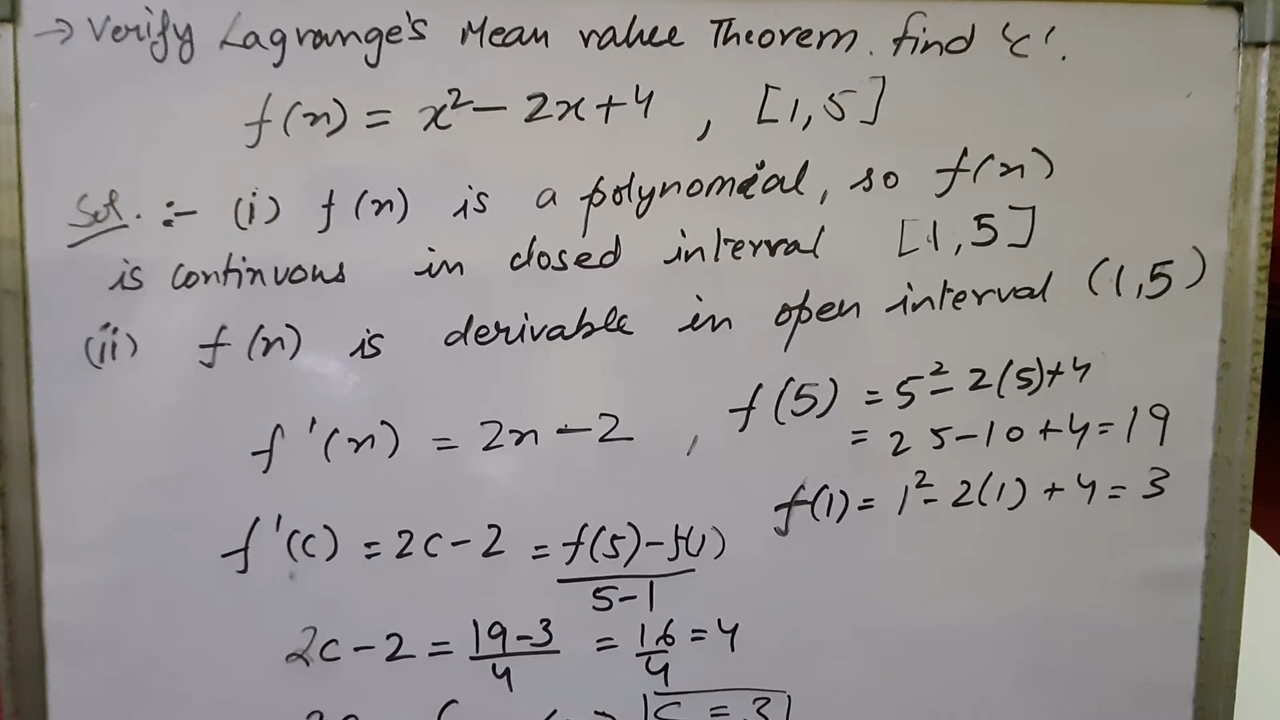 → Verify Lagrange's Mean value Theorem. find 'c'.
f(x) = x² - 2x + 4 , [1,5]
Sol. :- (i) f(x) is a polynomial, so f(x)
is continuous in closed interval [1,5]
(ii) f(x) is derivable in open interval (1,5)
f'(x) = 2x - 2 , f(5) = 5² - 2(5) + 4
= 25 - 10 + 4 = 19
f(1) = 1² - 2(1) + 4 = 3
f'(c) = 2c - 2 = f(5) - f(1)
5 - 1
2c - 2 = 19-3/4 = 16/4 = 4
c = 3